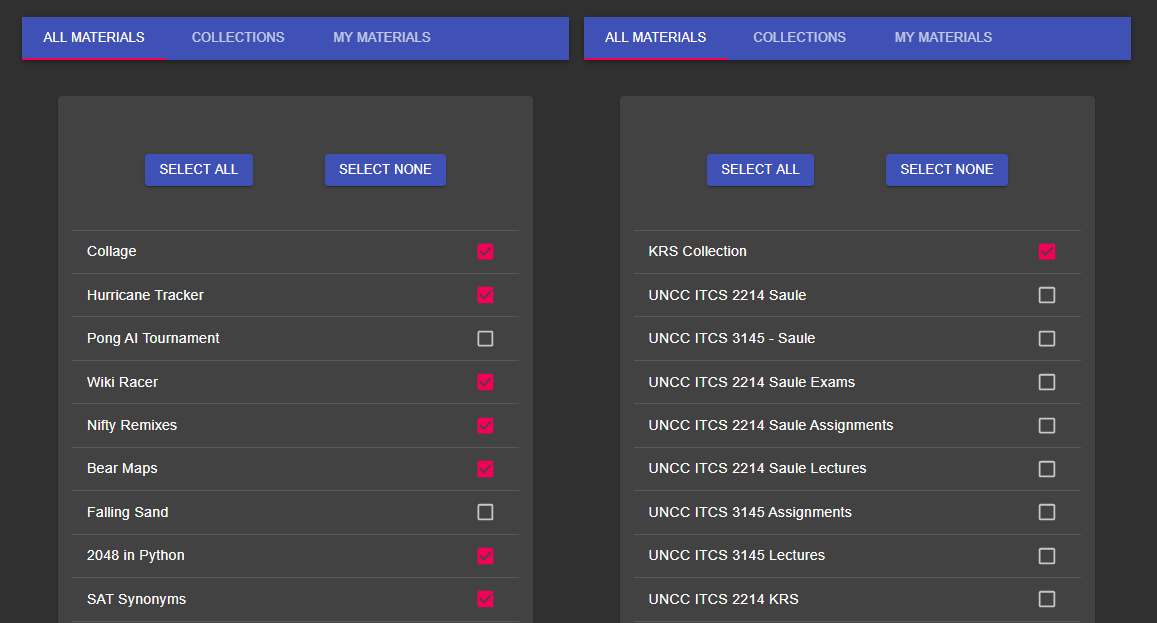 ALL MATERIALS COLLECTIONS MY MATERIALS
SELECT ALL SELECT NONE
Collage
Hurricane Tracker
Pong AI Tournament
Wiki Racer
Nifty Remixes
Bear Maps
Falling Sand
2048 in Python
SAT Synonyms
ALL MATERIALS COLLECTIONS MY MATERIALS
SELECT ALL SELECT NONE
KRS Collection
UNCC ITCS 2214 Saule
UNCC ITCS 3145 - Saule
UNCC ITCS 2214 Saule Exams
UNCC ITCS 2214 Saule Assignments
UNCC ITCS 2214 Saule Lectures
UNCC ITCS 3145 Assignments
UNCC ITCS 3145 Lectures
UNCC ITCS 2214 KRS